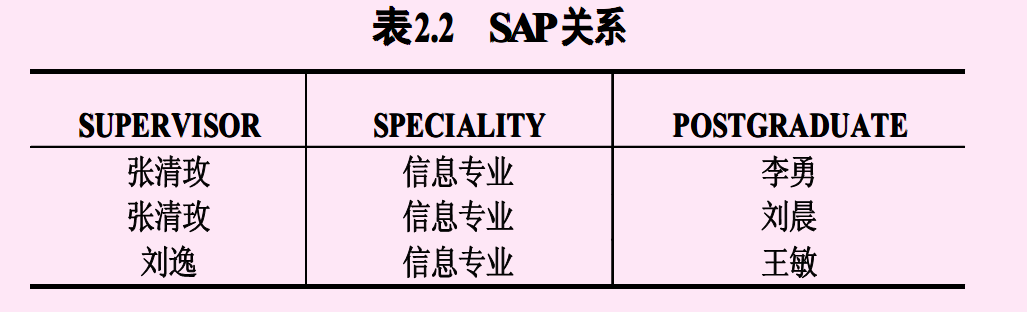 表2.2 SAP关系
SUPERVISOR SPECIALITY POSTGRADUATE
张清玫 信息专业 李勇
张清玫 信息专业 刘晨
刘逸 信息专业 王敏